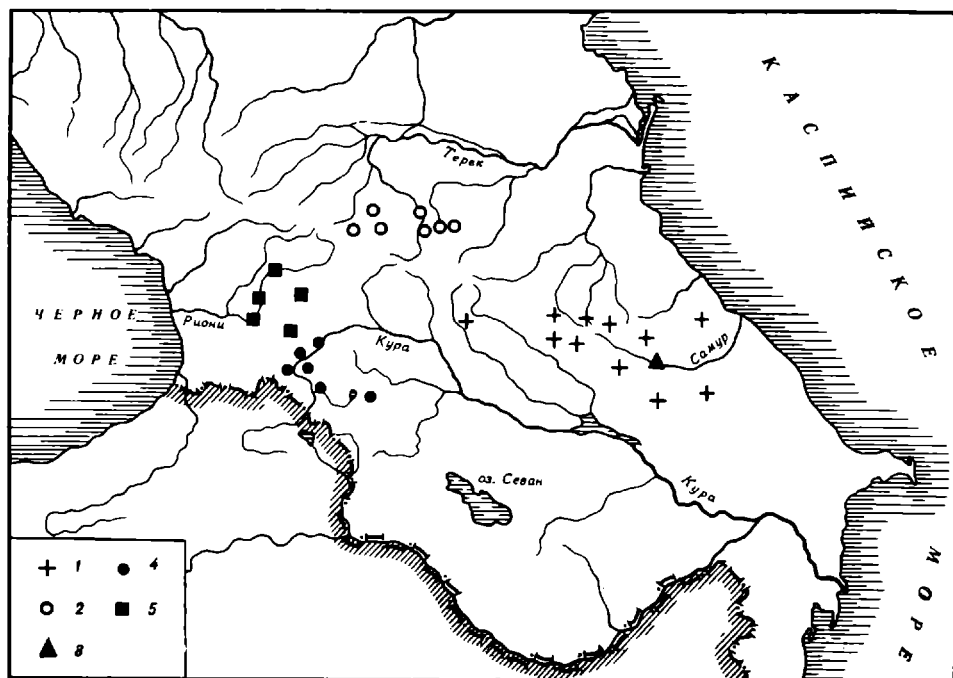 КАСПИЙСКОЕ
МОРЕ
Терек
ЧЕРНОЕ
МОРЕ
Риони
Кура
Самур
оз. Севан
Кура
1
4
2
5
8